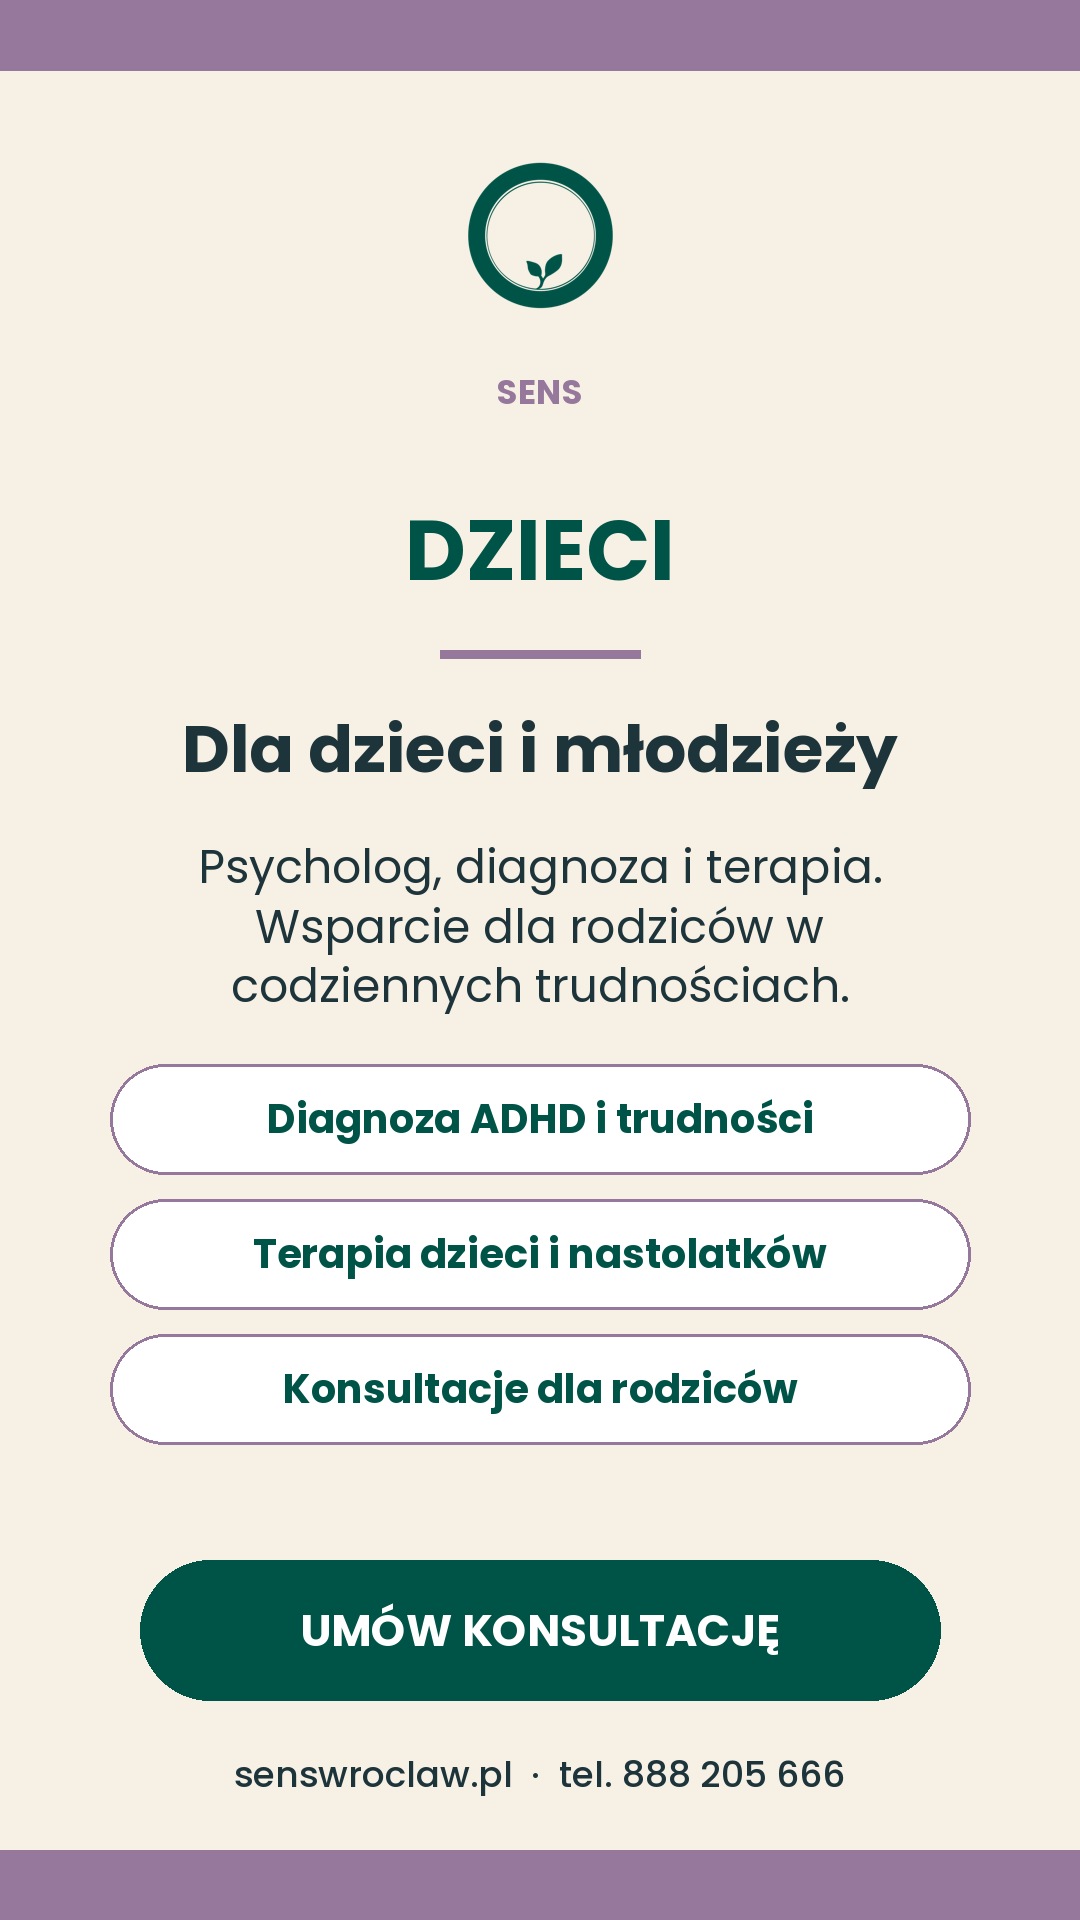 SENS
DZIECI
Dla dzieci i młodzieży
Psycholog, diagnoza i terapia.
Wsparcie dla rodziców w
codziennych trudnościach.
Diagnoza ADHD i trudności
Terapia dzieci i nastolatków
Konsultacje dla rodziców
UMÓW KONSULTACJĘ
senswroclaw.pl · tel. 888 205 666